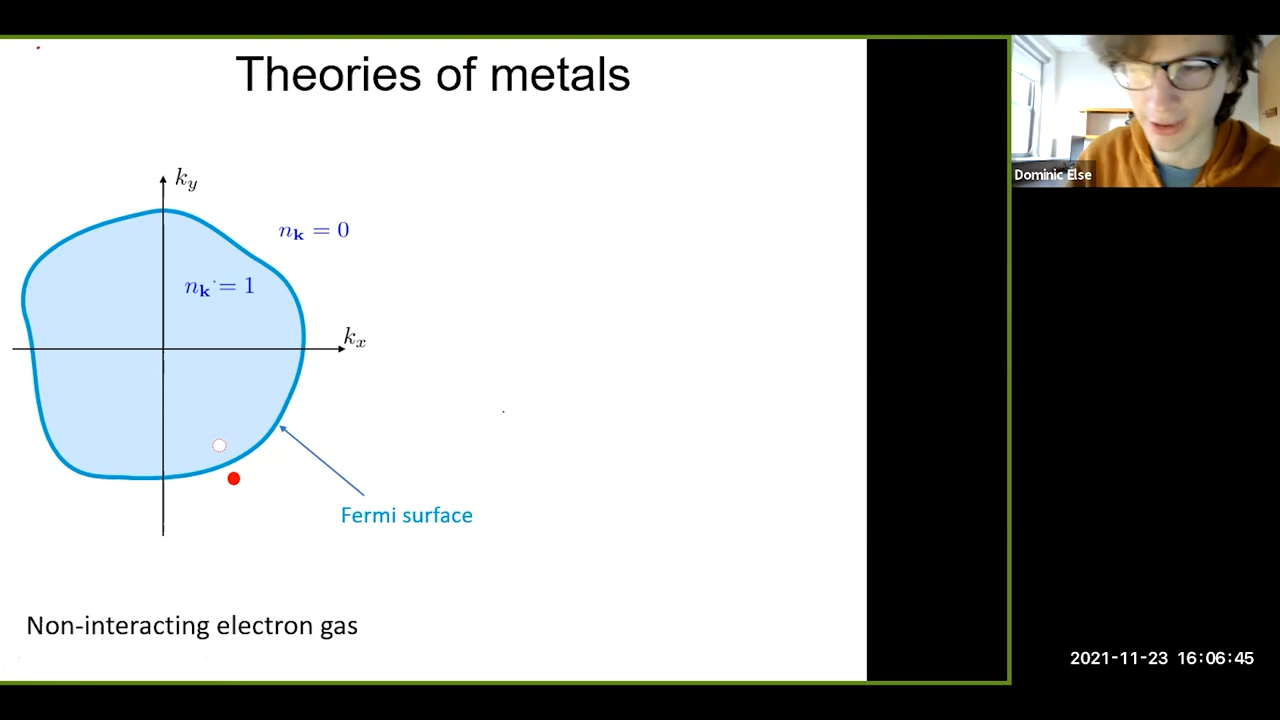 Theories of metals
k_y
n_k = 0
n_k = 1
k_x
Fermi surface
Non-interacting electron gas
Dominic Else
2021-11-23 16:06:45